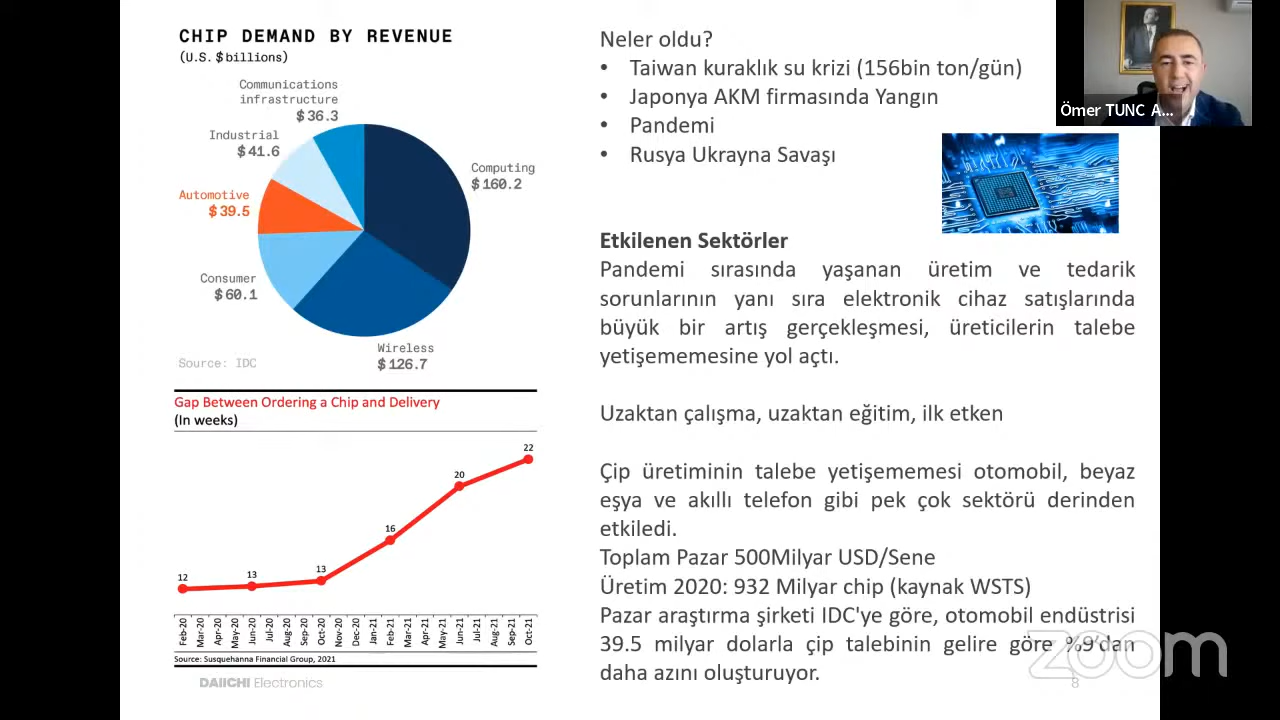 CHIP DEMAND BY REVENUE
(U.S. $ billions)
Communications
infrastructure
$ 36.3
Industrial
$ 41.6
Automotive
$ 39.5
Consumer
$ 60.1
Computing
$ 160.2
Wireless
$ 126.7
Source: IDC
Gap Between Ordering a Chip and Delivery
(In weeks)
12
13
13
16
20
22
Feb-20
Mar-20
Apr-20
May-20
Jun-20
Jul-20
Aug-20
Sep-20
Oct-20
Nov-20
Dec-20
Jan-21
Feb-21
Mar-21
Apr-21
May-21
Jun-21
Jul-21
Aug-21
Sep-21
Oct-21
Source: Susquehanna Financial Group, 2021
DAIICHI Electronics
Neler oldu?
• Taiwan kuraklık su krizi (156bin ton/gün)
• Japonya AKM firmasında Yangın
• Pandemi
• Rusya Ukrayna Savaşı
Etkilenen Sektörler
Pandemi sırasında yaşanan üretim ve tedarik
sorunlarının yanı sıra elektronik cihaz satışlarında
büyük bir artış gerçekleşmesi, üreticilerin talebe
yetişememesine yol açtı.
Uzaktan çalışma, uzaktan eğitim, ilk etken
Çip üretiminin talebe yetişememesi otomobil, beyaz
eşya ve akıllı telefon gibi pek çok sektörü derinden
etkiledi.
Toplam Pazar 500Milyar USD/Sene
Üretim 2020: 932 Milyar chip (kaynak WSTS)
Pazar araştırma şirketi IDC'ye göre, otomobil endüstrisi
39.5 milyar dolarla çip talebinin gelire göre %9'dan
daha azını oluşturuyor.
8
zoom
Ömer TUNC A...